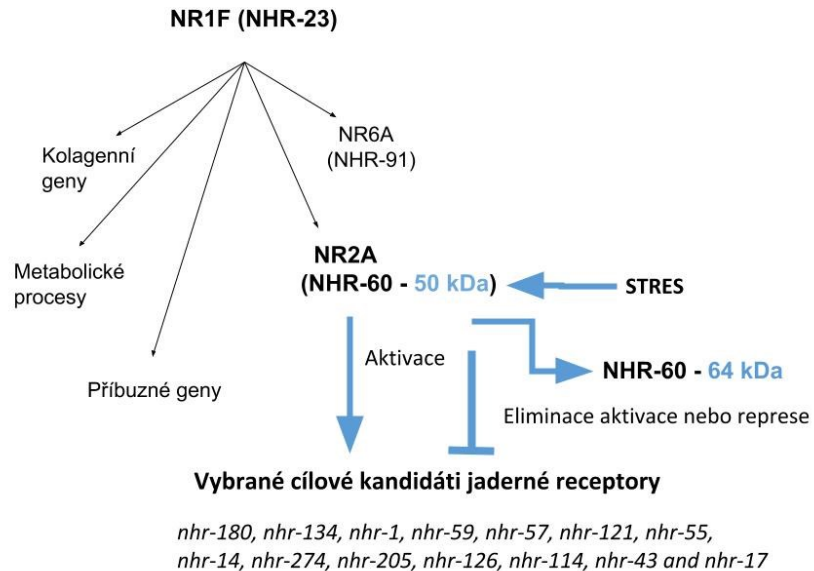 NR1F (NHR-23)
Kolagenní
geny
NR6A
(NHR-91)
Metabolické
procesy
NR2A
(NHR-60 - 50 kDa)
STRES
Příbuzné geny
Aktivace
NHR-60 - 64 kDa
Eliminace aktivace nebo represe
Vybrané cílové kandidáti jaderné receptory
nhr-180, nhr-134, nhr-1, nhr-59, nhr-57, nhr-121, nhr-55,
nhr-14, nhr-274, nhr-205, nhr-126, nhr-114, nhr-43 and nhr-17